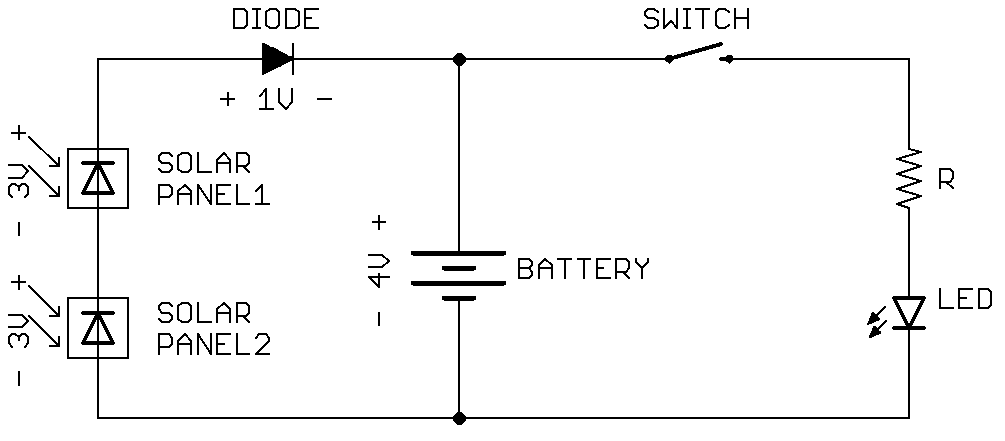 DIODE
SWITCH
+ 1V -
+ 3V -
SOLAR
PANEL1
R
+ 4V -
BATTERY
+ 3V -
SOLAR
PANEL2
LED